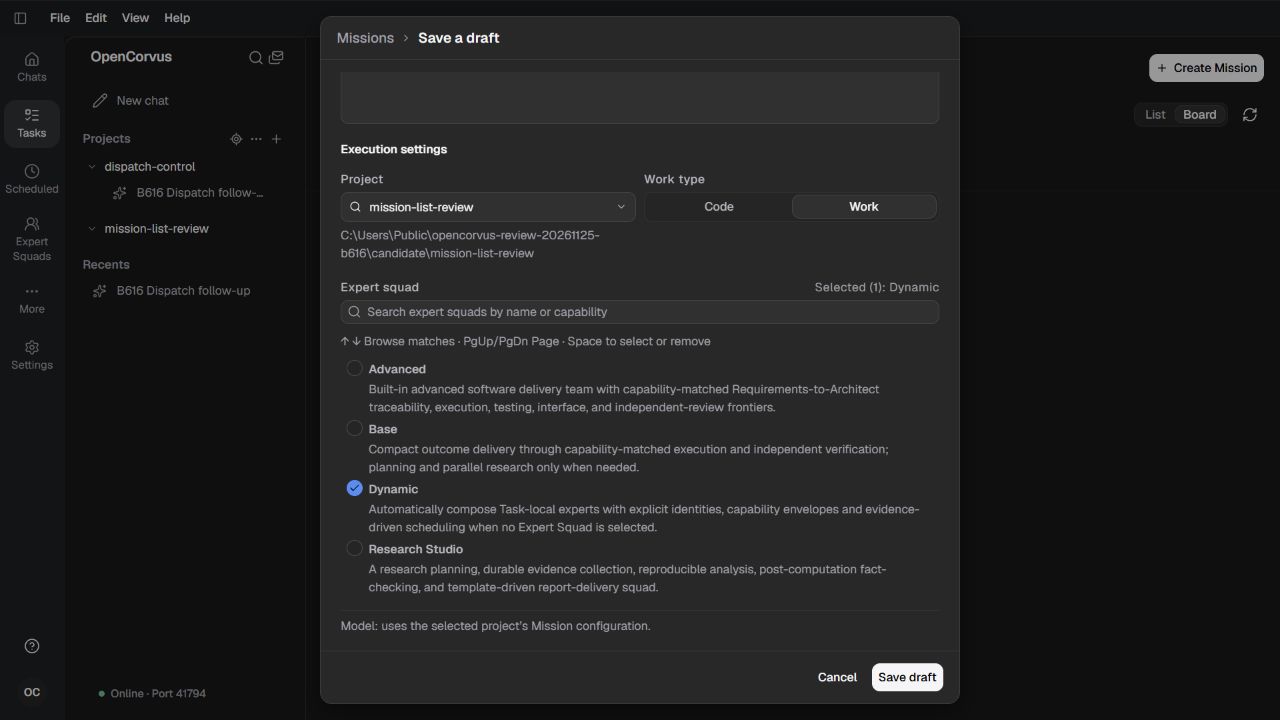 File Edit View Help
Chats
Tasks
Scheduled
Expert
Squads
More
Settings
OC
OpenCorvus
New chat
Projects
dispatch-control
B616 Dispatch follow-...
mission-list-review
Recents
B616 Dispatch follow-up
Online · Port 41794
Missions › Save a draft
Execution settings
Project
Work type
mission-list-review
Code
Work
C:\Users\Public\opencorvus-review-20261125-
b616\candidate\mission-list-review
Expert squad
Selected (1): Dynamic
Search expert squads by name or capability
↑↓ Browse matches · PgUp/PgDn Page · Space to select or remove
Advanced
Built-in advanced software delivery team with capability-matched Requirements-to-Architect
traceability, execution, testing, interface, and independent-review frontiers.
Base
Compact outcome delivery through capability-matched execution and independent verification;
planning and parallel research only when needed.
Dynamic
Automatically compose Task-local experts with explicit identities, capability envelopes and evidence-
driven scheduling when no Expert Squad is selected.
Research Studio
A research planning, durable evidence collection, reproducible analysis, post-computation fact-
checking, and template-driven report-delivery squad.
Model: uses the selected project's Mission configuration.
Cancel
Save draft
+ Create Mission
List
Board